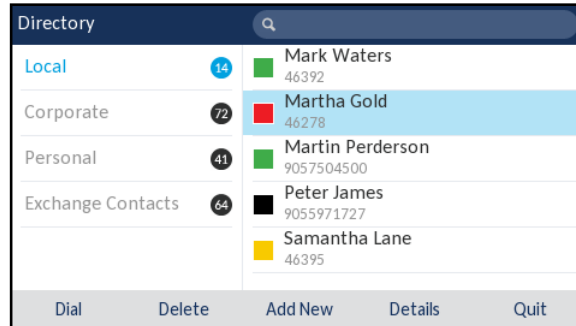 Directory
Local 14
Corporate 72
Personal 41
Exchange Contacts 64
Mark Waters
46392
Martha Gold
46278
Martin Perderson
9057504500
Peter James
9055971727
Samantha Lane
46395
Dial Delete Add New Details Quit